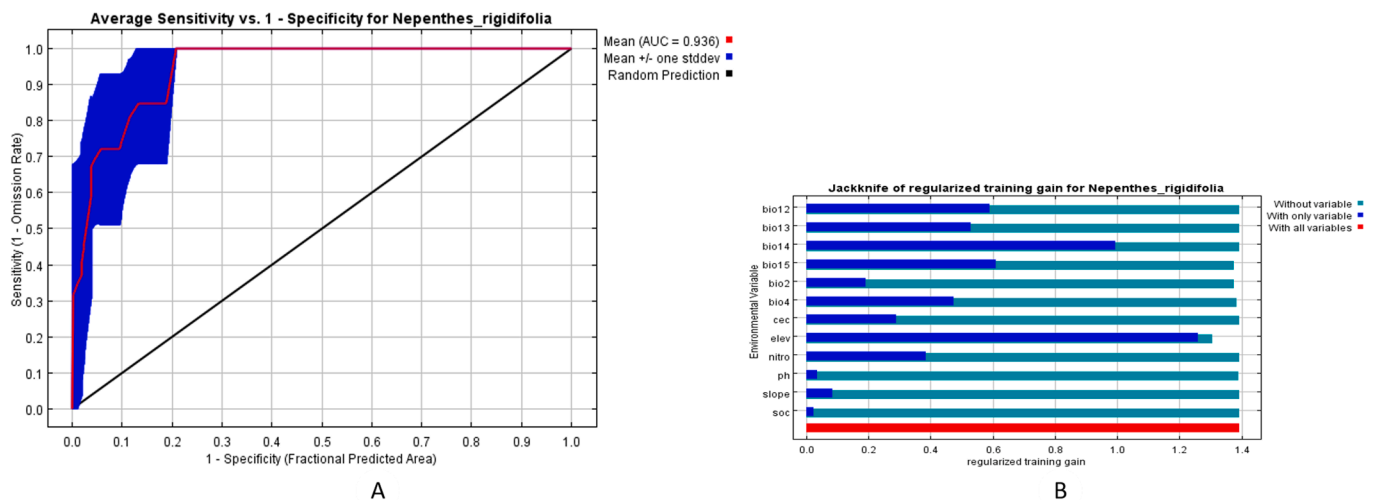 Average Sensitivity vs. 1 - Specificity for Nepenthes_rigidifolia
Mean (AUC = 0.936)
Mean +/- one stddev
Random Prediction
Sensitivity (1 - Omission Rate)
1.0
0.9
0.8
0.7
0.6
0.5
0.4
0.3
0.2
0.1
0.0
0.0 0.1 0.2 0.3 0.4 0.5 0.6 0.7 0.8 0.9 1.0
1 - Specificity (Fractional Predicted Area)
A
Jackknife of regularized training gain for Nepenthes_rigidifolia
Without variable
With only variable
With all variables
Environmental Variable
bio12
bio13
bio14
bio15
bio2
bio4
cec
elev
nitro
ph
slope
soc
0.0 0.2 0.4 0.6 0.8 1.0 1.2 1.4
regularized training gain
B